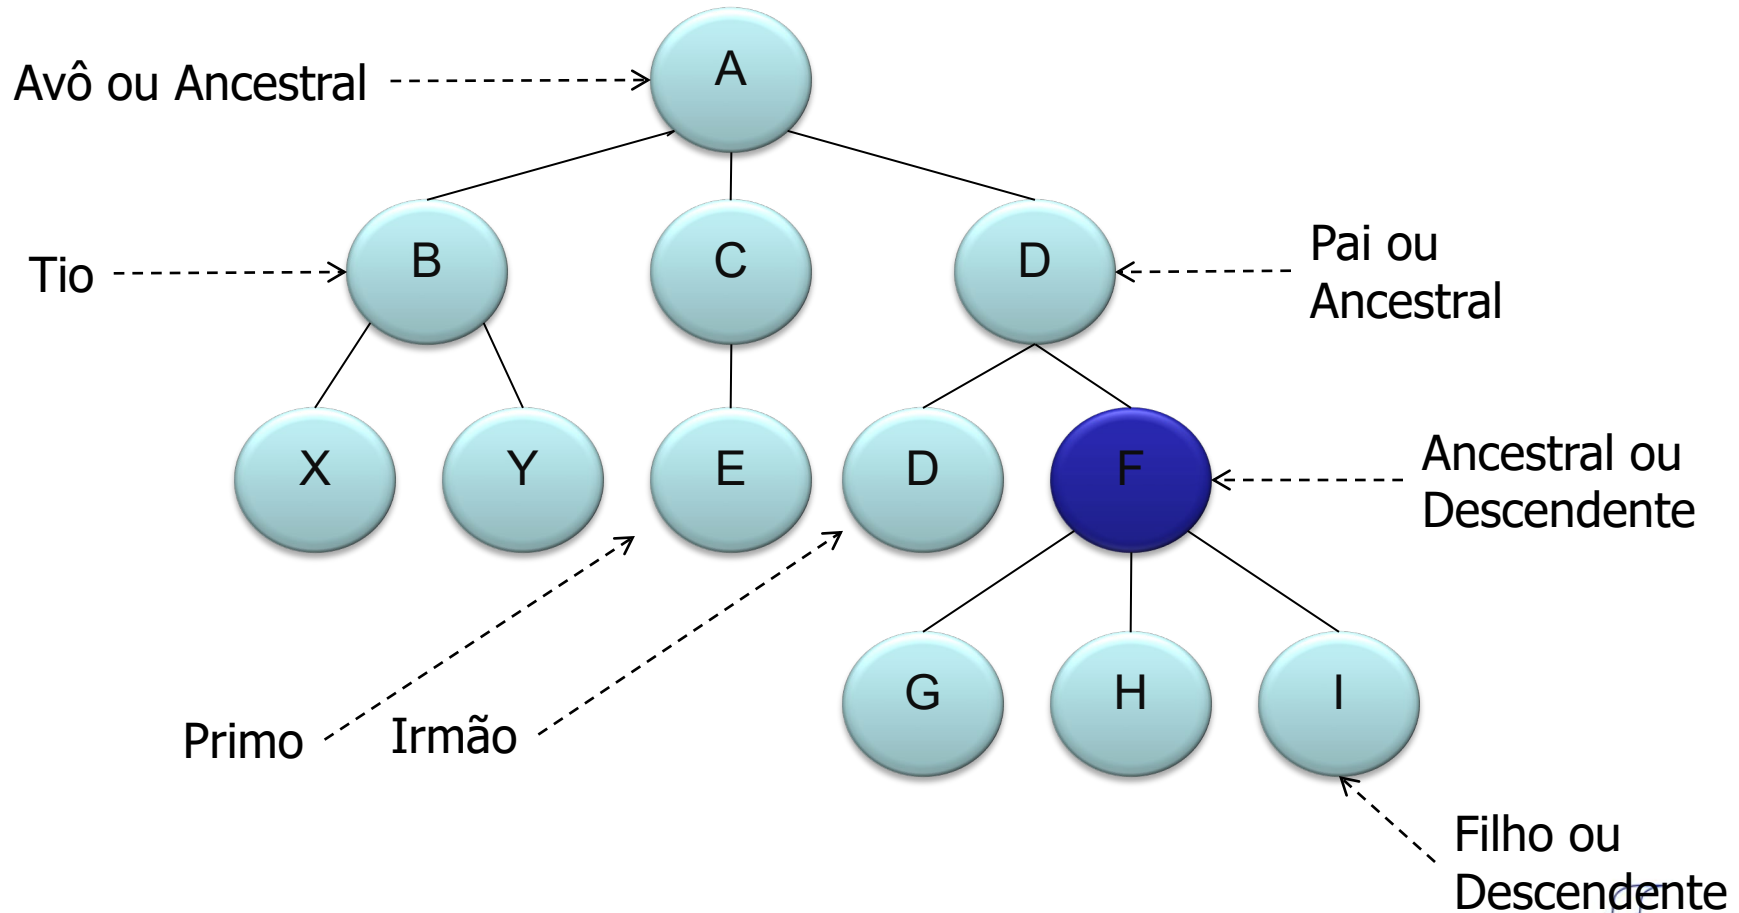 A
Avô ou Ancestral
B
C
D
Tio
Pai ou
Ancestral
X
Y
E
D
F
Ancestral ou
Descendente
G
H
I
Primo
Irmão
Filho ou
Descendente